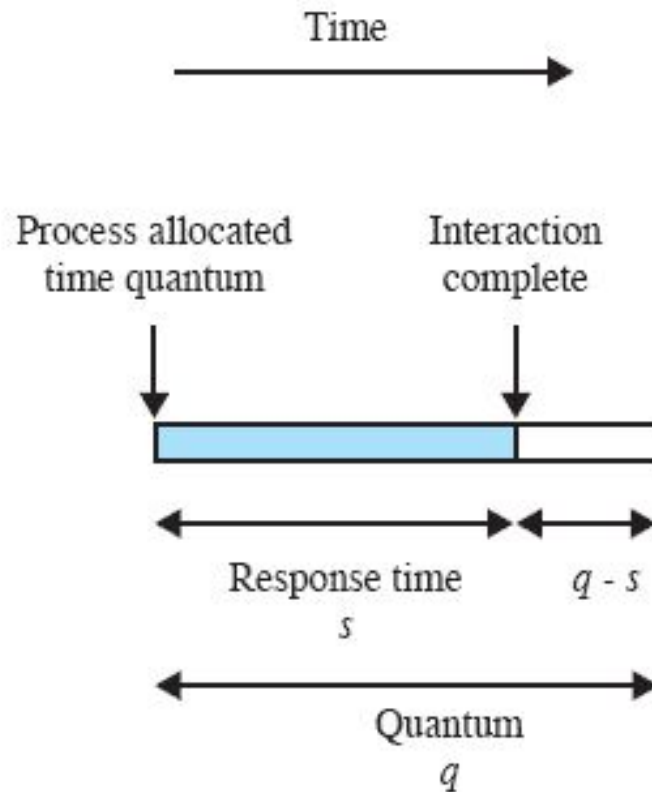 Time
Process allocated
time quantum
Interaction
complete
Response time
s
q - s
Quantum
q